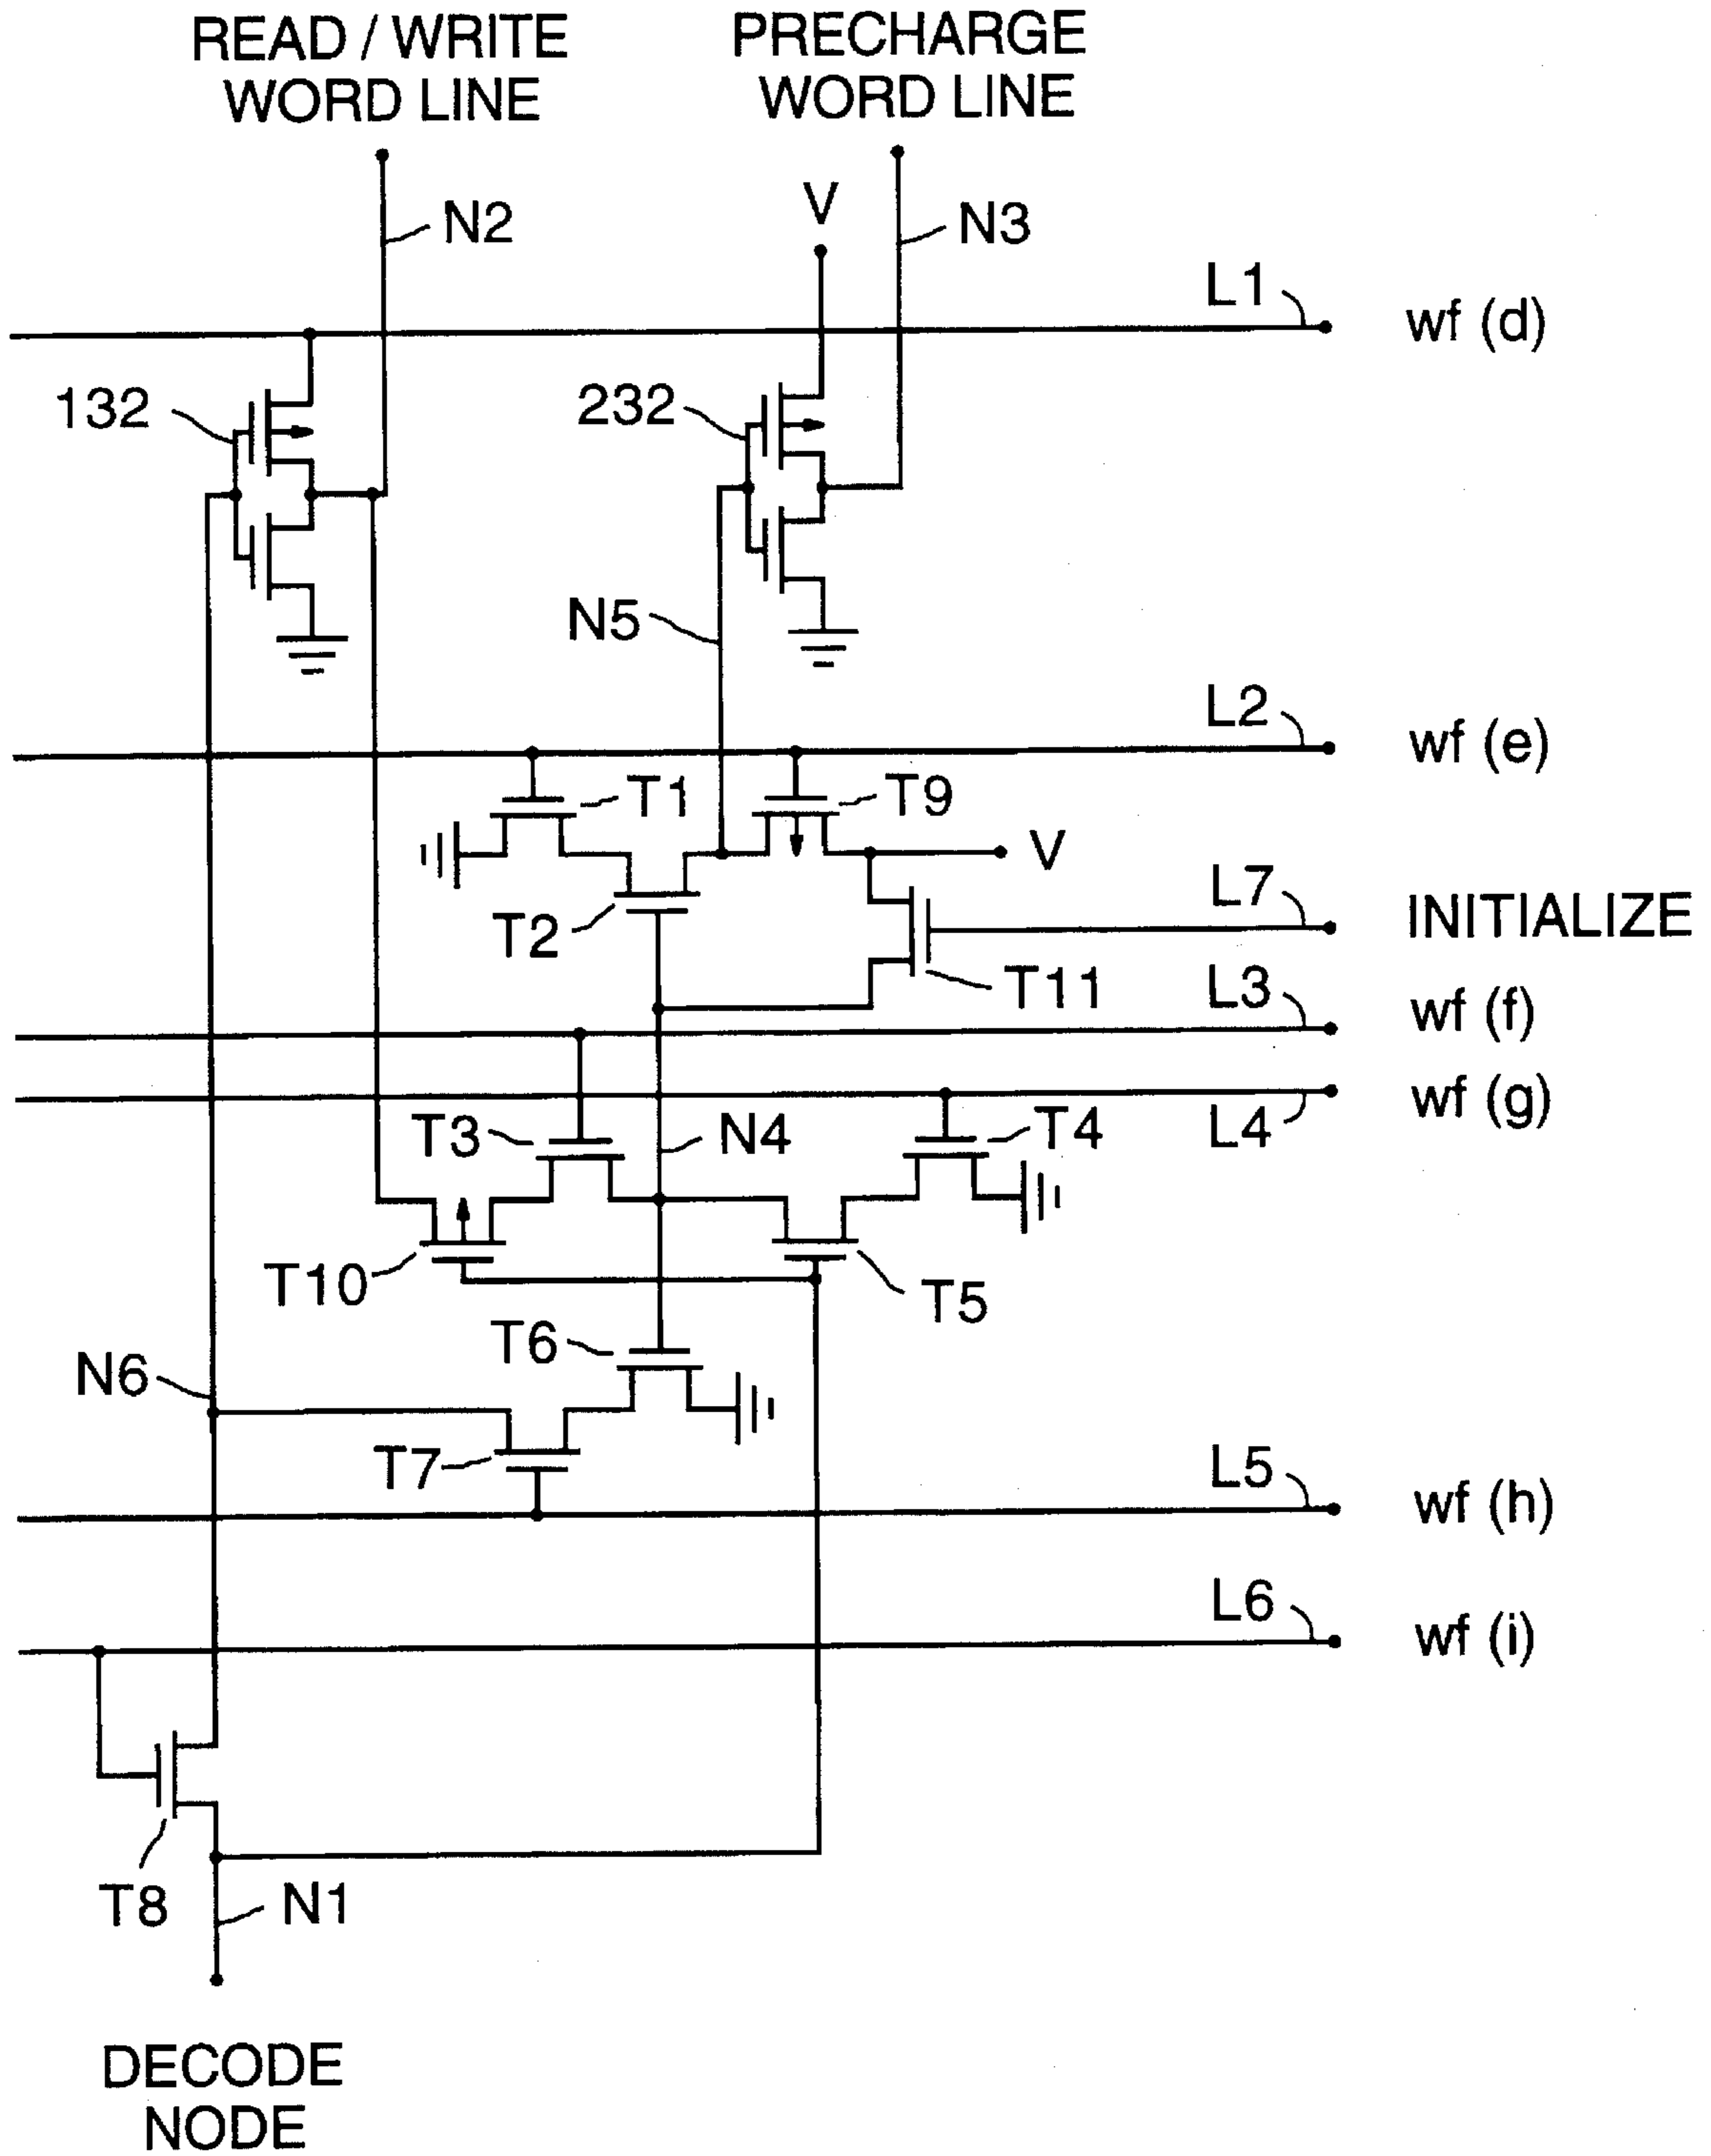 READ / WRITE
WORD LINE
PRECHARGE
WORD LINE
V
N2
N3
L1
wf (d)
132
232
N5
L2
wf (e)
T1
T9
V
L7
INITIALIZE
T2
T11
L3
wf (f)
wf (g)
L4
T3
N4
T4
T10
T5
T6
N6
T7
L5
wf (h)
L6
wf (i)
T8
N1
DECODE
NODE